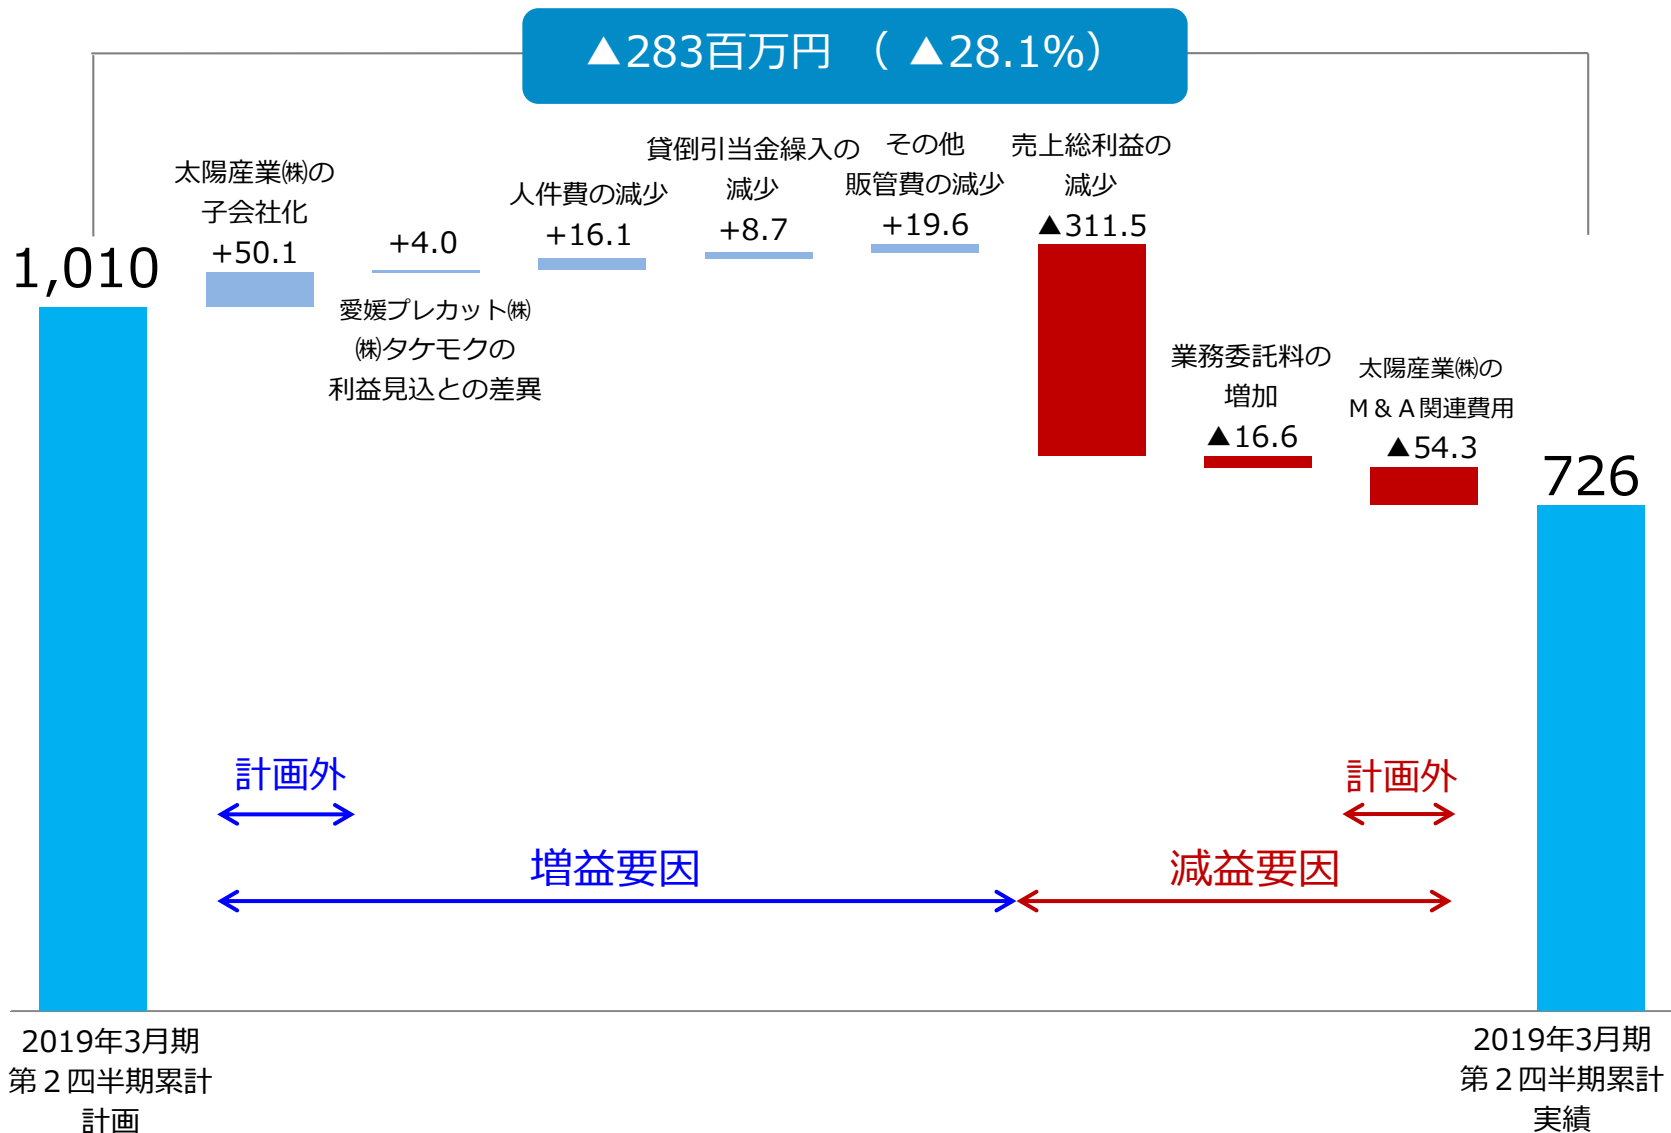 ▲283百万円 （ ▲28.1%）
1,010
太陽産業㈱の
子会社化
+50.1
+4.0
愛媛プレカット㈱
㈱タケモクの
利益見込との差異
人件費の減少
+16.1
貸倒引当金繰入の
減少
+8.7
その他
販管費の減少
+19.6
売上総利益の
減少
▲311.5
業務委託料の
増加
▲16.6
太陽産業㈱の
Ｍ＆Ａ関連費用
▲54.3
726
計画外
計画外
増益要因
減益要因
2019年3月期
第２四半期累計
計画
2019年3月期
第２四半期累計
実績